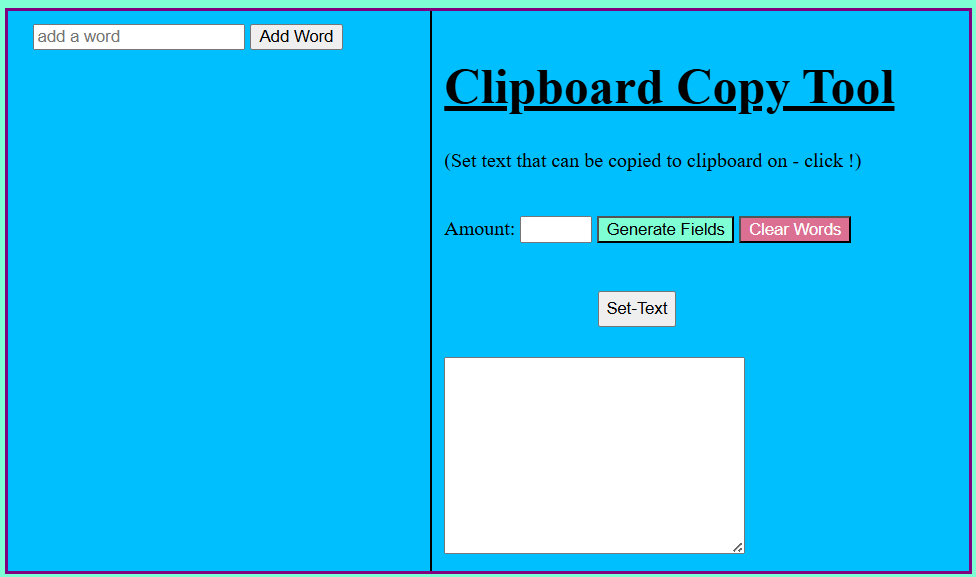 add a word Add Word
Clipboard Copy Tool
(Set text that can be copied to clipboard on - click !)
Amount: Generate Fields Clear Words
Set-Text